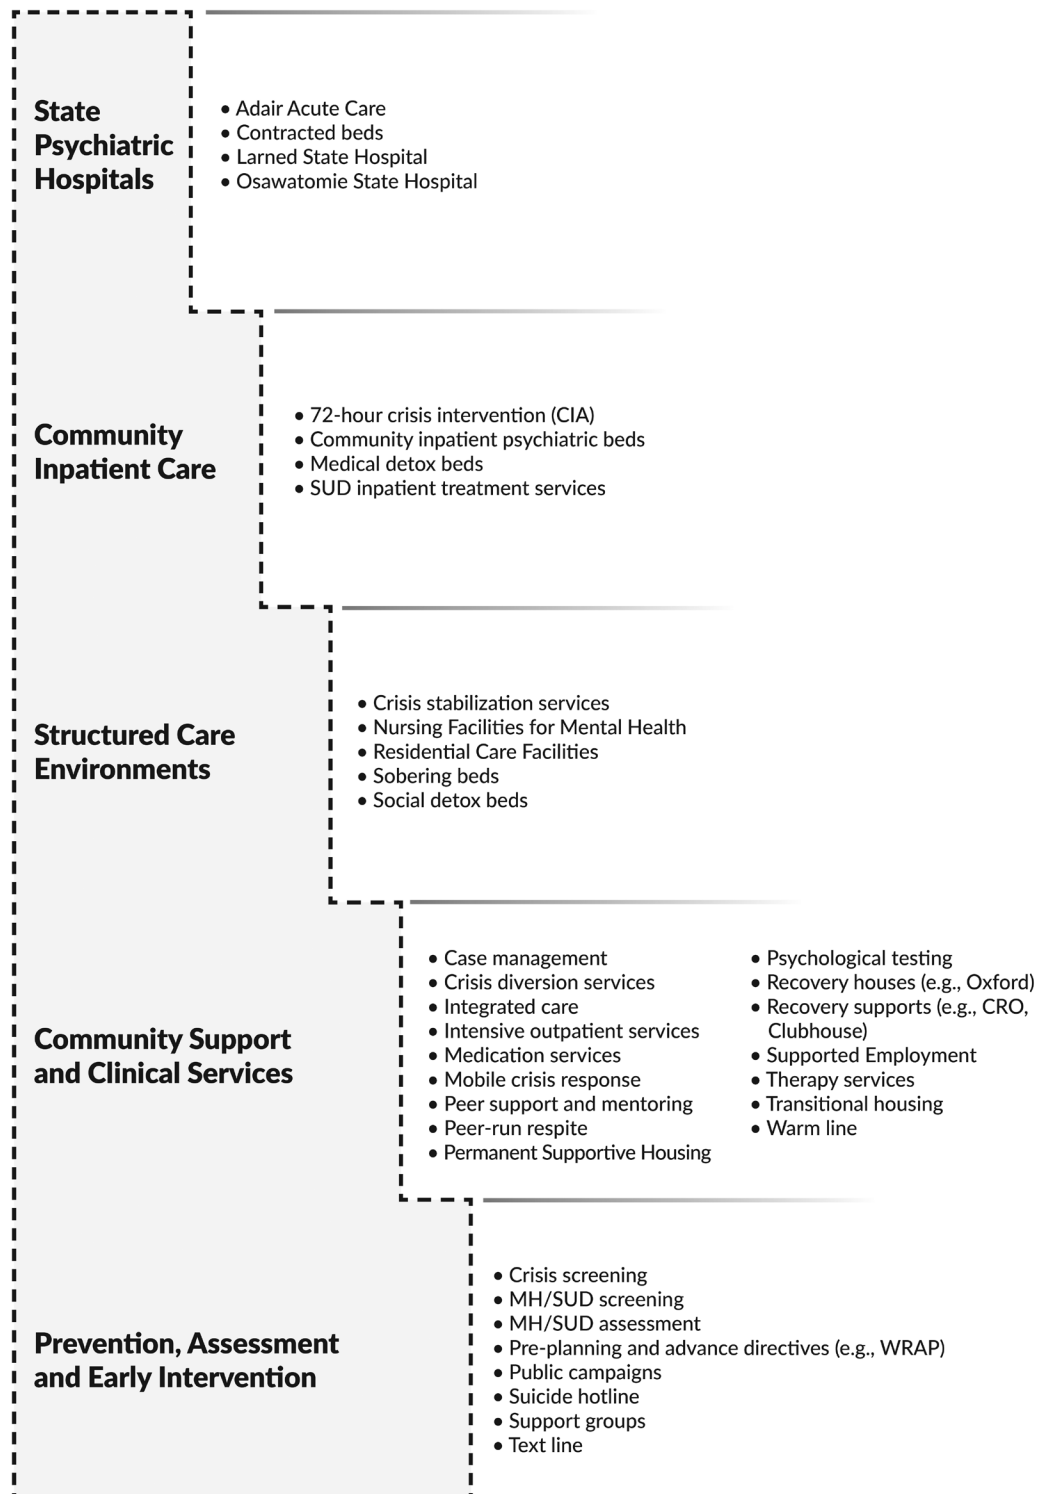 State
Psychiatric
Hospitals
• Adair Acute Care
• Contracted beds
• Larned State Hospital
• Osawatomie State Hospital
Community
Inpatient Care
• 72-hour crisis intervention (CIA)
• Community inpatient psychiatric beds
• Medical detox beds
• SUD inpatient treatment services
Structured Care
Environments
• Crisis stabilization services
• Nursing Facilities for Mental Health
• Residential Care Facilities
• Sobering beds
• Social detox beds
Community Support
and Clinical Services
• Case management
• Crisis diversion services
• Integrated care
• Intensive outpatient services
• Medication services
• Mobile crisis response
• Peer support and mentoring
• Peer-run respite
• Permanent Supportive Housing
• Psychological testing
• Recovery houses (e.g., Oxford)
• Recovery supports (e.g., CRO,
Clubhouse)
• Supported Employment
• Therapy services
• Transitional housing
• Warm line
Prevention, Assessment
and Early Intervention
• Crisis screening
• MH/SUD screening
• MH/SUD assessment
• Pre-planning and advance directives (e.g., WRAP)
• Public campaigns
• Suicide hotline
• Support groups
• Text line